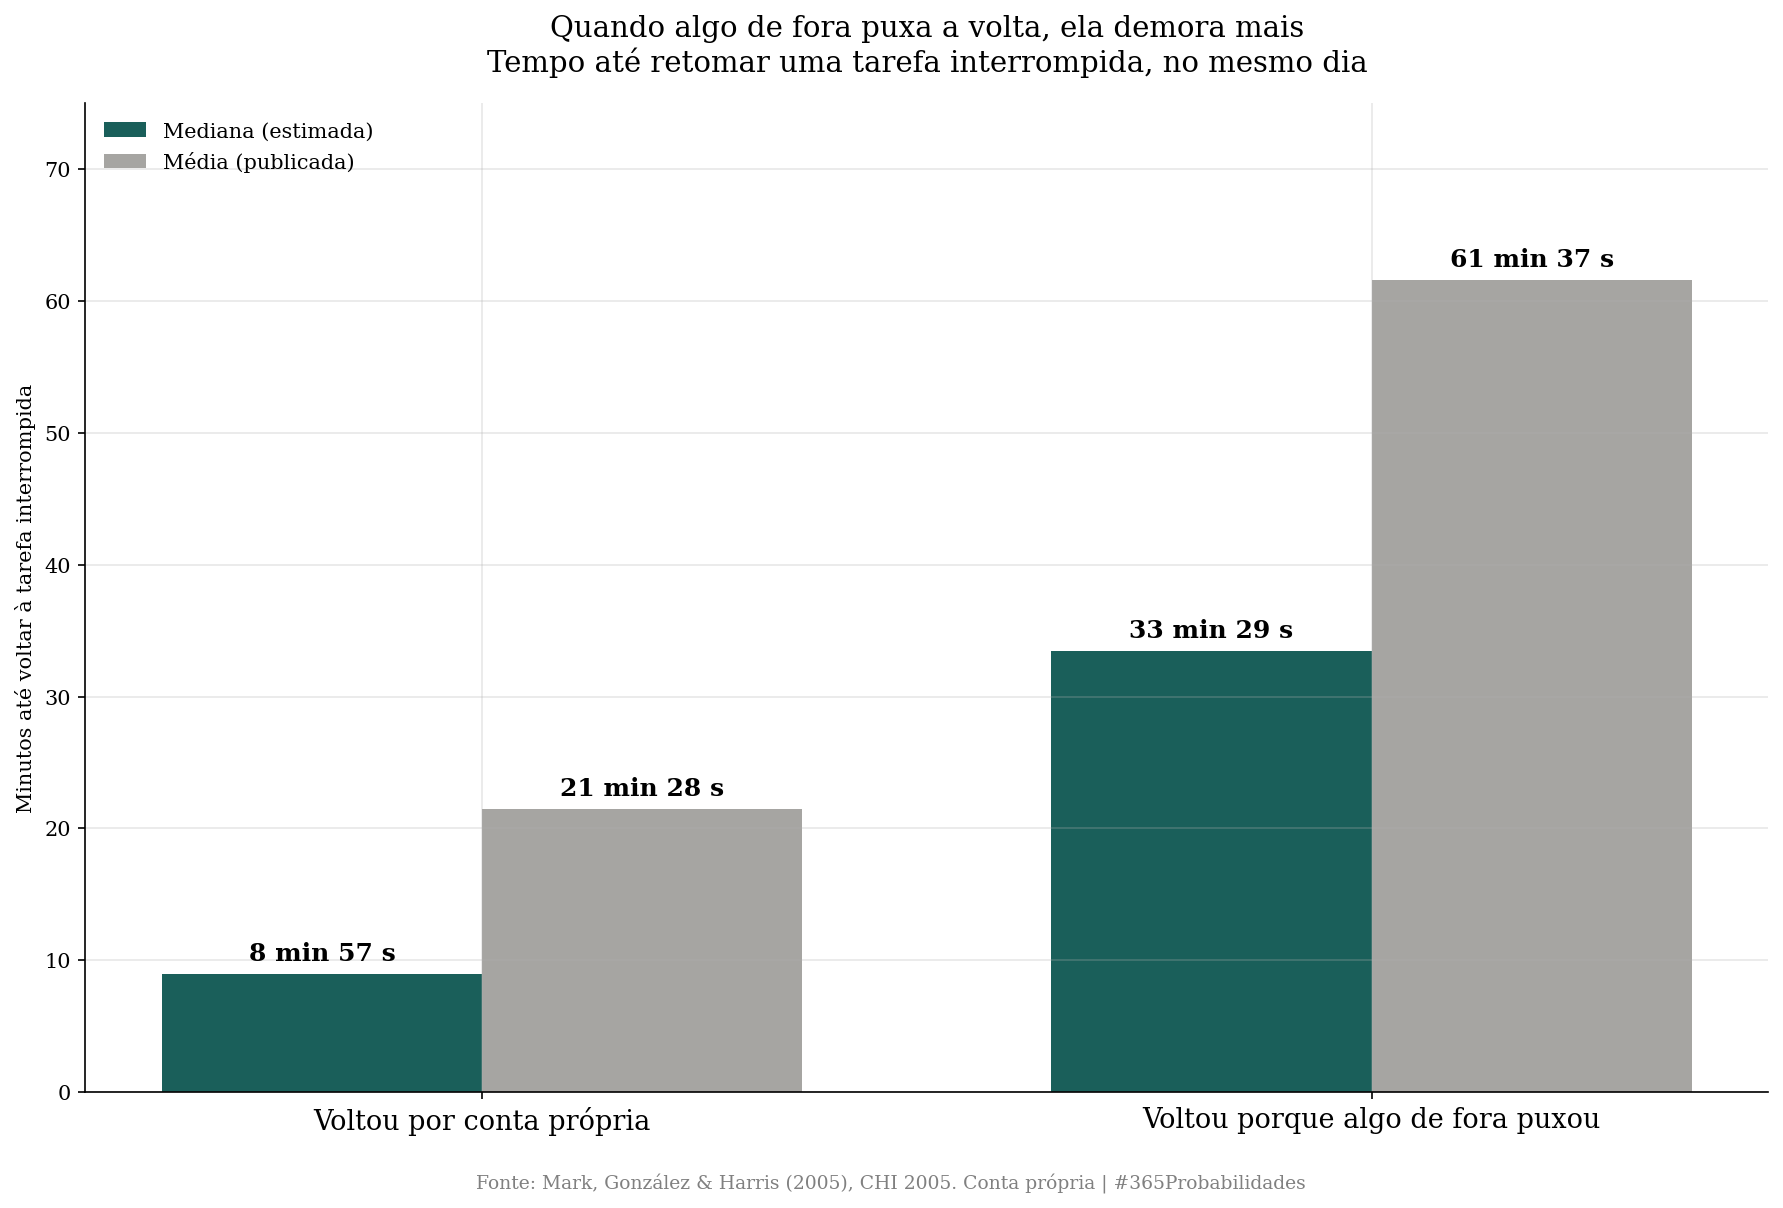 Quando algo de fora puxa a volta, ela demora mais
Tempo até retomar uma tarefa interrompida, no mesmo dia
Mediana (estimada)
Média (publicada)
Minutos até voltar à tarefa interrompida
70
60
50
40
30
20
10
0
8 min 57 s
21 min 28 s
33 min 29 s
61 min 37 s
Voltou por conta própria
Voltou porque algo de fora puxou
Fonte: Mark, González & Harris (2005), CHI 2005. Conta própria | #365Probabilidades